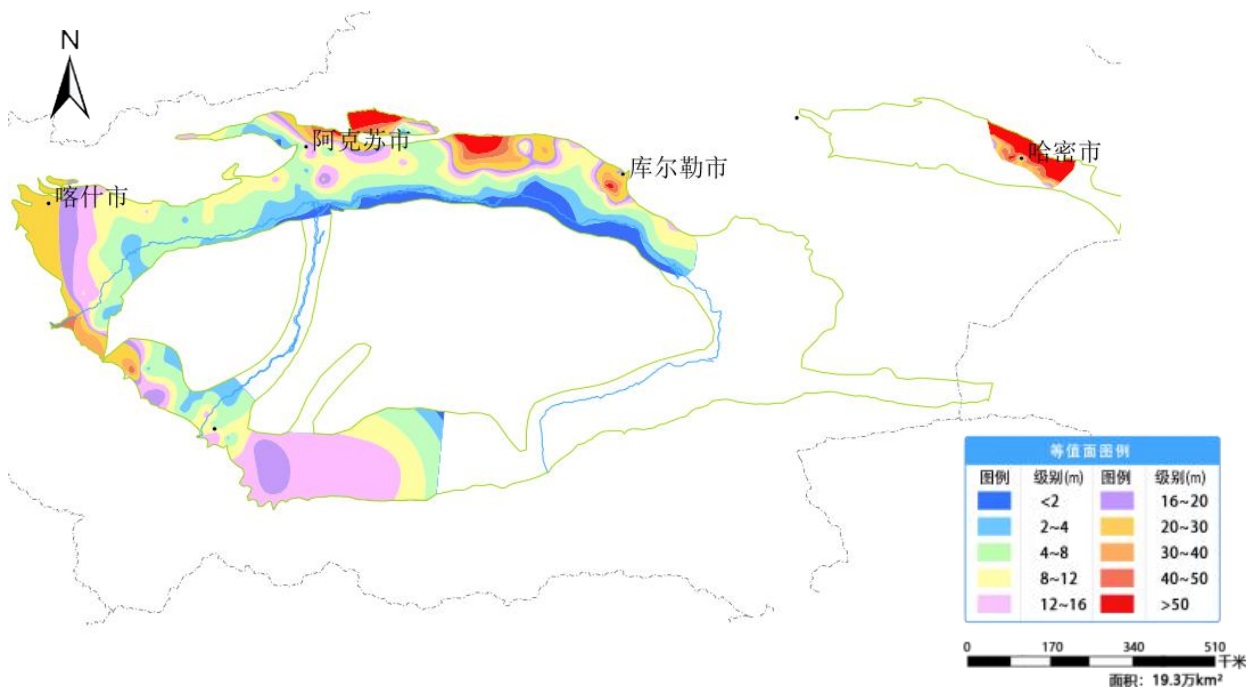 N
阿克苏市
库尔勒市
哈密市
喀什市
等值面图例
图例 级别(m) 图例 级别(m)
<2 16~20
2~4 20~30
4~8 30~40
8~12 40~50
12~16 >50
0 170 340 510
千米
面积：19.3万km²